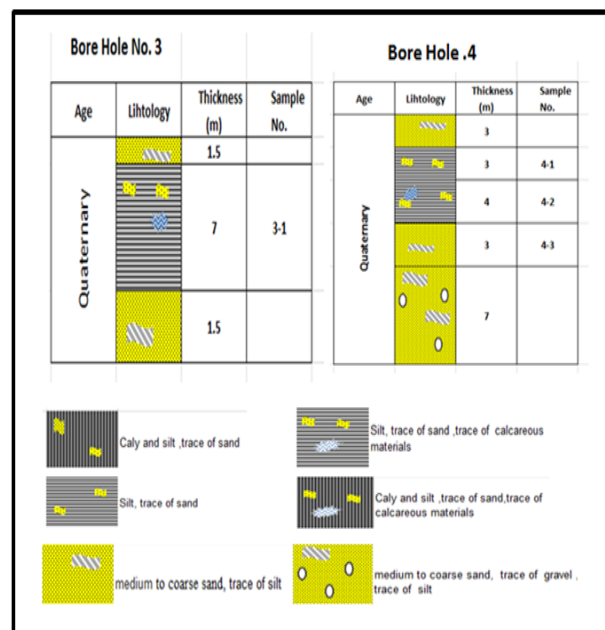 Bore Hole No. 3
Age Lihtology Thickness (m) Sample No.
Quaternary
1.5
7 3-1
1.5
Bore Hole .4
Age Lihtology Thickness (m) Sample No.
Quaternary
3
3 4-1
4 4-2
3 4-3
7
Caly and silt ,trace of sand
Silt, trace of sand ,trace of calcareous
materials
Silt, trace of sand
Caly and silt ,trace of sand,trace of
calcareous materials
medium to coarse sand, trace of silt
medium to coarse sand, trace of gravel ,
trace of silt